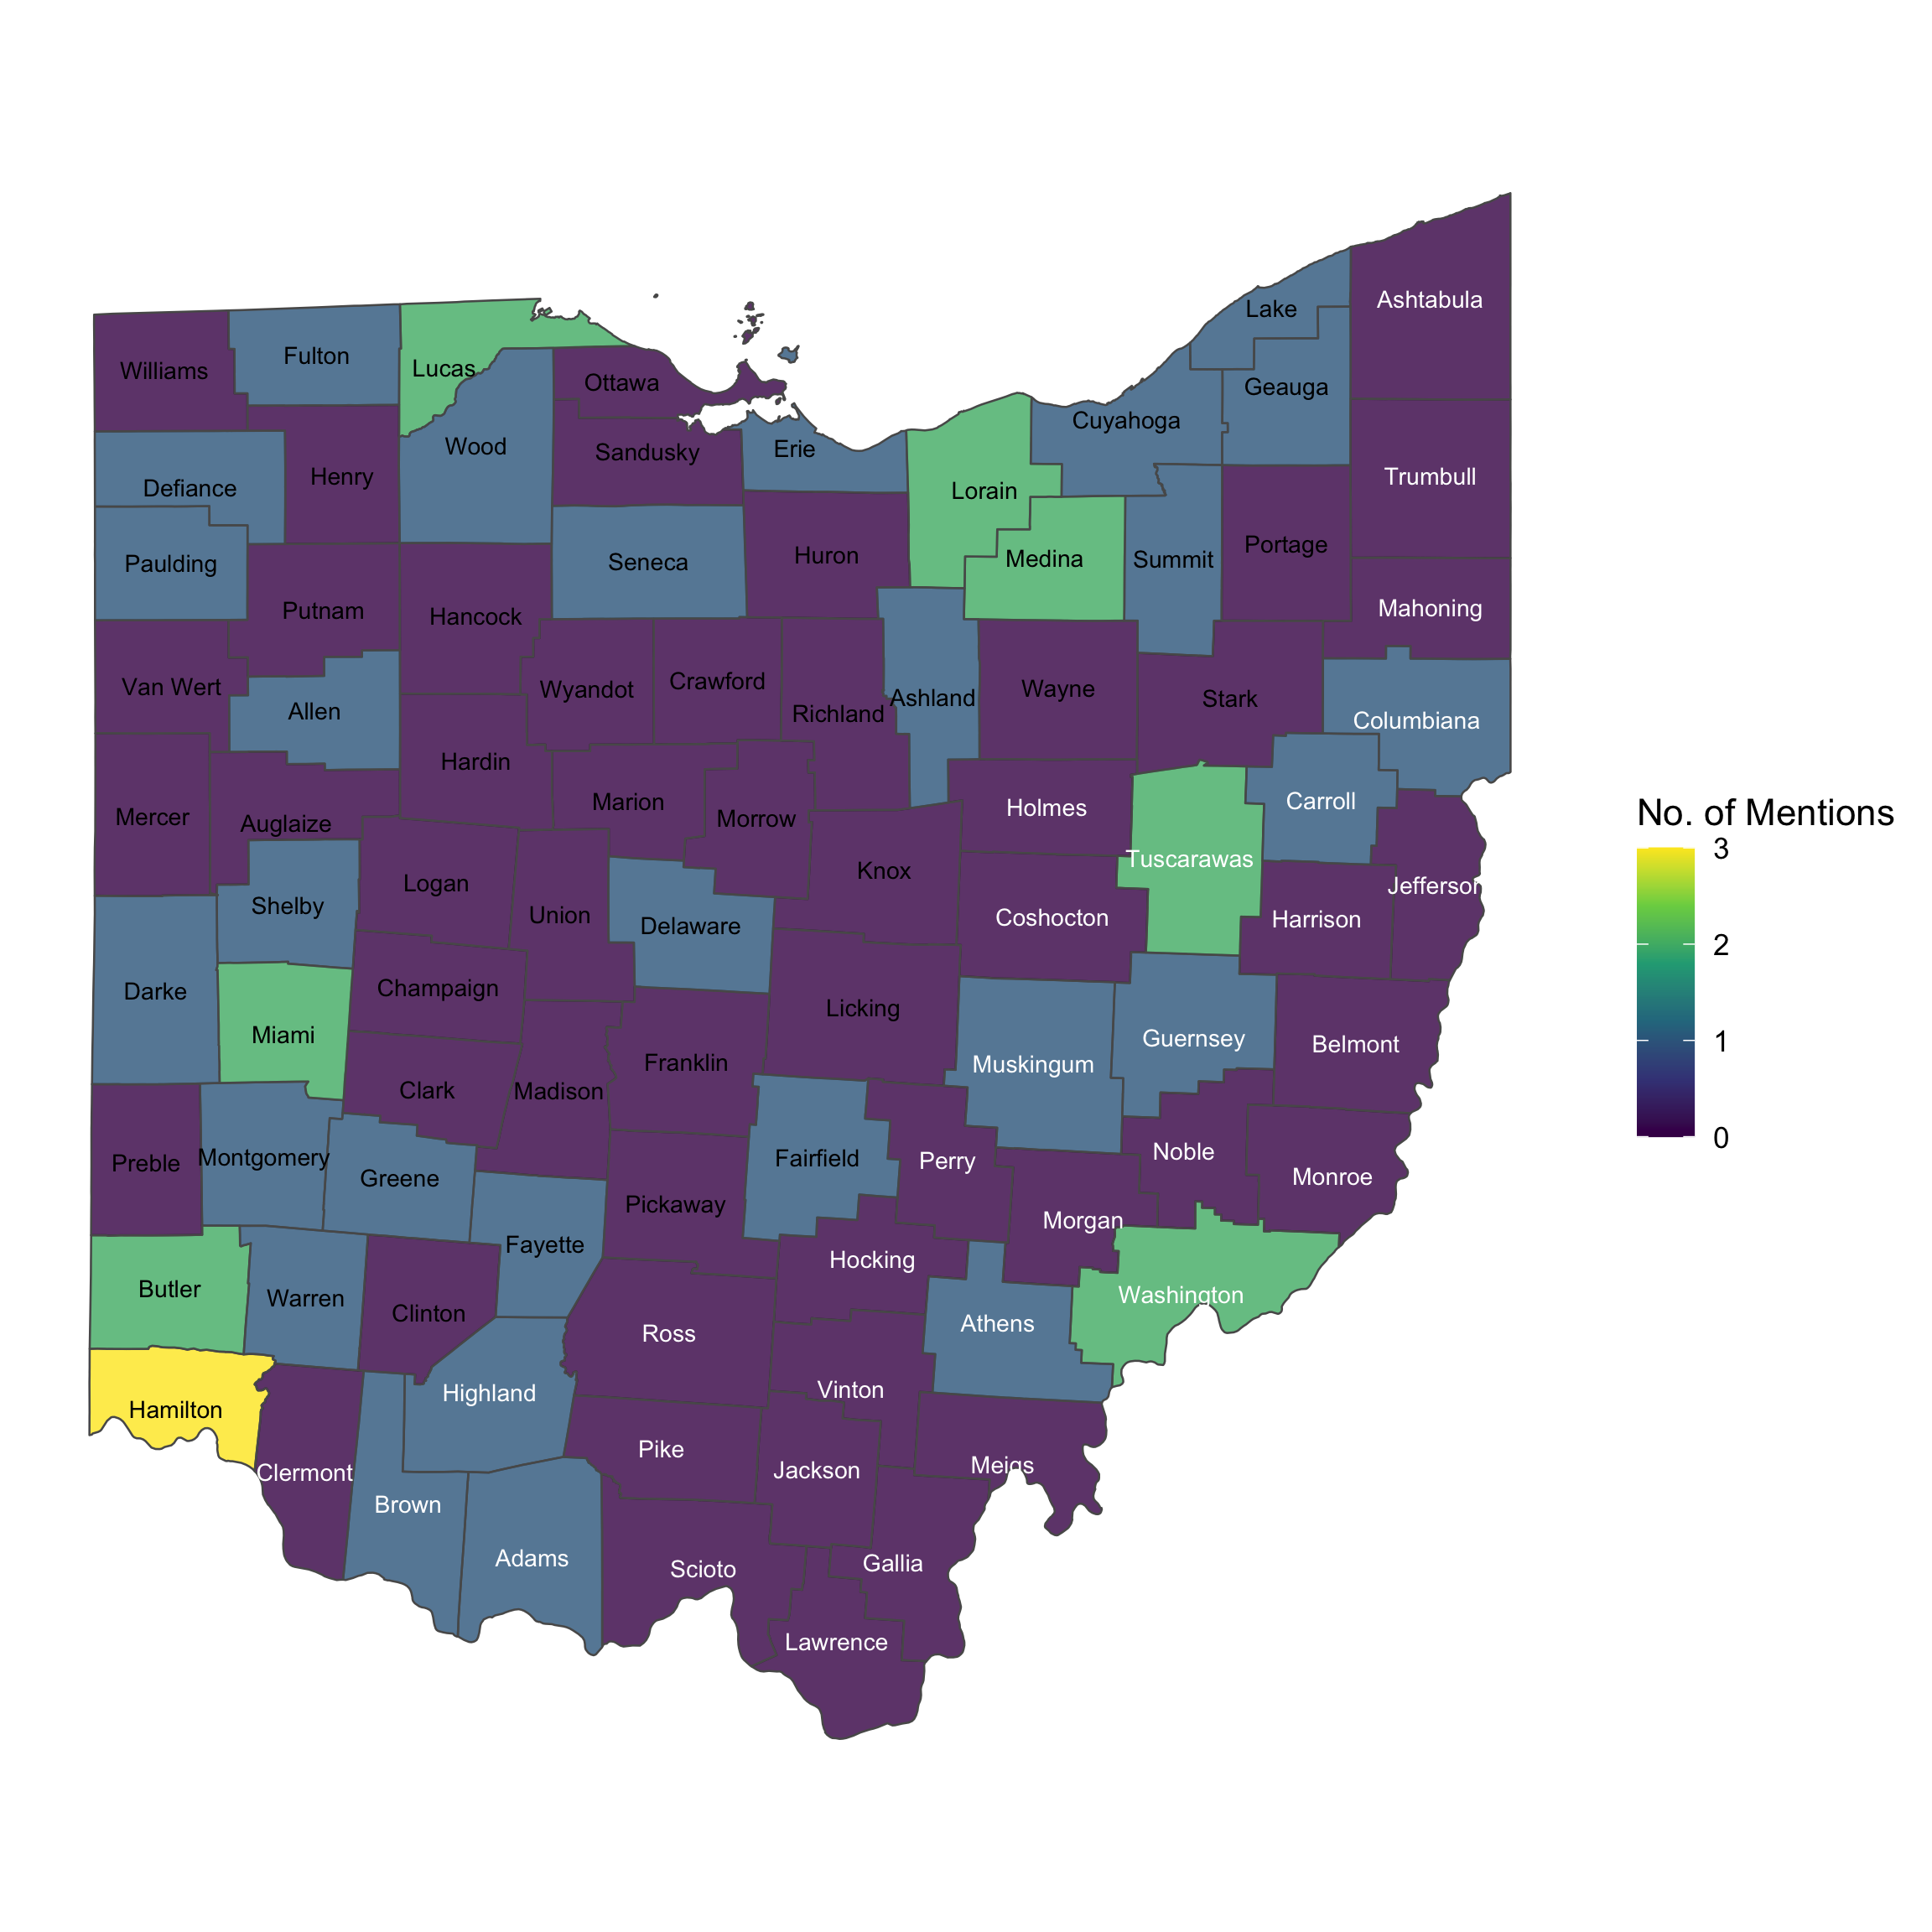 Ashtabula
Lake
Fulton
Williams
Lucas
Ottawa
Geauga
Cuyahoga
Wood
Erie
Sandusky
Henry
Trumbull
Defiance
Lorain
Portage
Huron
Medina
Summit
Seneca
Paulding
Mahoning
Putnam
Hancock
Crawford
Van Wert
Wyandot
Wayne
Ashland
Stark
Allen
Richland
Columbiana
Hardin
Carroll
Marion
Holmes
Mercer
Morrow
Auglaize
Tuscarawas
Knox
Logan
Jefferson
Shelby
Union
Coshocton
Harrison
Delaware
Champaign
Darke
Licking
Miami
Guernsey
Belmont
Franklin
Muskingum
Clark
Madison
Noble
Montgomery
Fairfield
Perry
Preble
Greene
Monroe
Pickaway
Morgan
Fayette
Hocking
Butler
Washington
Warren
Clinton
Athens
Ross
Vinton
Highland
Hamilton
Pike
Meigs
Jackson
Clermont
Brown
Adams
Gallia
Scioto
Lawrence
No. of Mentions
3
2
1
0